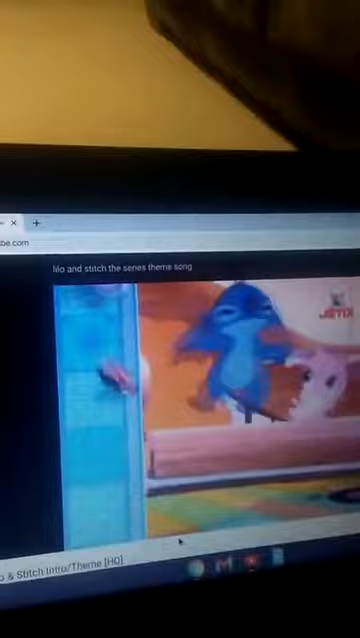 be.com
lilo and stitch the series theme song
JETIX
o & Stitch Intro/Theme [HQ]